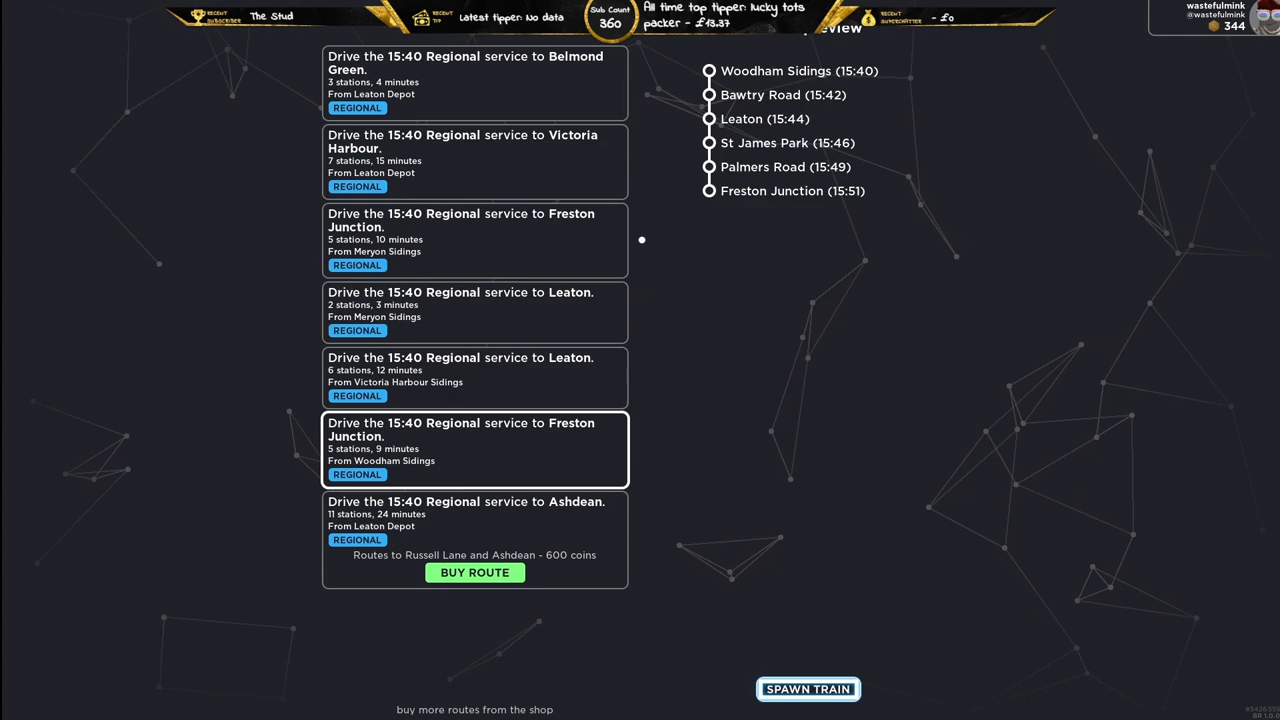 RECENT SUBSCRIBER
The Stud
RECENT TIP
Latest tipper: No data
Sub Count
360
All time top tipper: lucky tots
packer - £13.37
RECENT SUPERCHATTER
- £0
wastefulmink
@wastefulmink
344
Drive the 15:40 Regional service to Belmond
Green.
3 stations, 4 minutes
From Leaton Depot
REGIONAL
Drive the 15:40 Regional service to Victoria
Harbour.
7 stations, 15 minutes
From Leaton Depot
REGIONAL
Drive the 15:40 Regional service to Freston
Junction.
5 stations, 10 minutes
From Meryon Sidings
REGIONAL
Drive the 15:40 Regional service to Leaton.
2 stations, 3 minutes
From Meryon Sidings
REGIONAL
Drive the 15:40 Regional service to Leaton.
6 stations, 12 minutes
From Victoria Harbour Sidings
REGIONAL
Drive the 15:40 Regional service to Freston
Junction.
5 stations, 9 minutes
From Woodham Sidings
REGIONAL
Drive the 15:40 Regional service to Ashdean.
11 stations, 24 minutes
From Leaton Depot
REGIONAL
Routes to Russell Lane and Ashdean - 600 coins
BUY ROUTE
buy more routes from the shop
Woodham Sidings (15:40)
Bawtry Road (15:42)
Leaton (15:44)
St James Park (15:46)
Palmers Road (15:49)
Freston Junction (15:51)
SPAWN TRAIN
BR 1.0.0